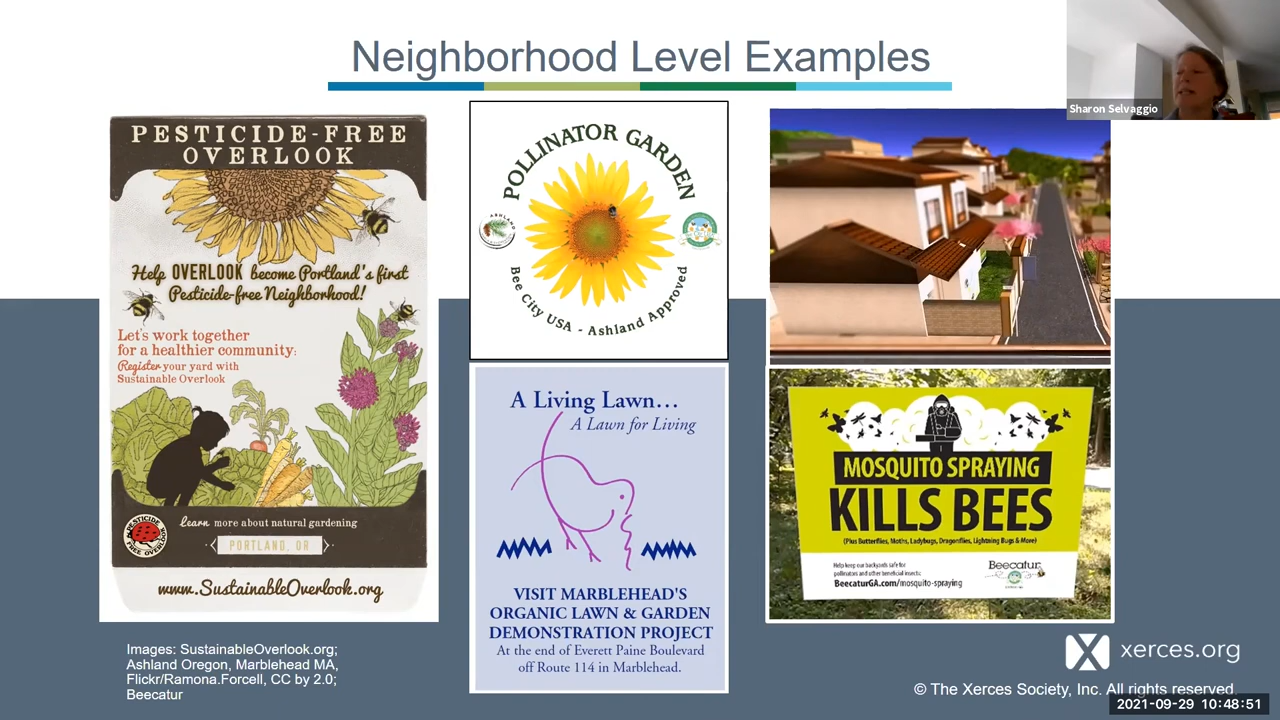 Neighborhood Level Examples
Sharon Selvaggio
PESTICIDE-FREE
OVERLOOK
Help OVERLOOK become Portland's first
Pesticide-free Neighborhood!
Let's work together
for a healthier community:
Register your yard with
Sustainable Overlook
PESTICIDE FREE OVERLOOK
Learn more about natural gardening
PORTLAND, OR
www.SustainableOverlook.org
POLLINATOR GARDEN
ASHLAND
Bee City USA - Ashland Approved
A Living Lawn...
A Lawn for Living
VISIT MARBLEHEAD'S
ORGANIC LAWN & GARDEN
DEMONSTRATION PROJECT
At the end of Everett Paine Boulevard
off Route 114 in Marblehead.
MOSQUITO SPRAYING
KILLS BEES
(Plus Butterflies, Moths, Ladybugs, Dragonflies, Lightning Bugs & More)
Help keep our backyards safe for
pollinators and other beneficial insects:
BeecaturGA.com/mosquito-spraying
Beecatur
Images: SustainableOverlook.org;
Ashland Oregon, Marblehead MA,
Flickr/Ramona.Forcell, CC by 2.0;
Beecatur
xerces.org
© The Xerces Society, Inc. All rights reserved.
2021-09-29 10:48:51